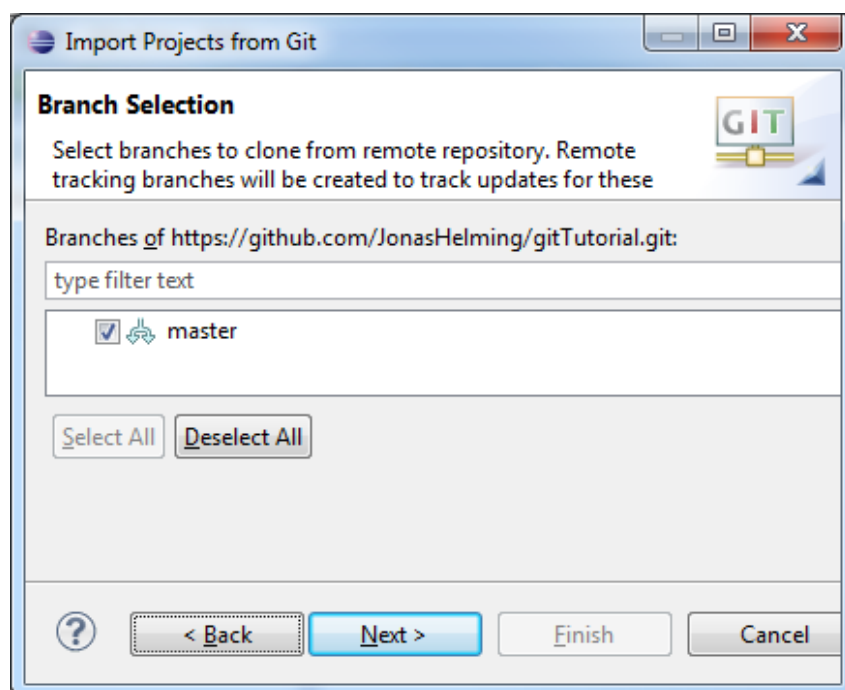 Import Projects from Git
Branch Selection
GIT
Select branches to clone from remote repository. Remote
tracking branches will be created to track updates for these
Branches of https://github.com/JonasHelming/gitTutorial.git:
type filter text
master
Select All Deselect All
? < Back Next > Finish Cancel